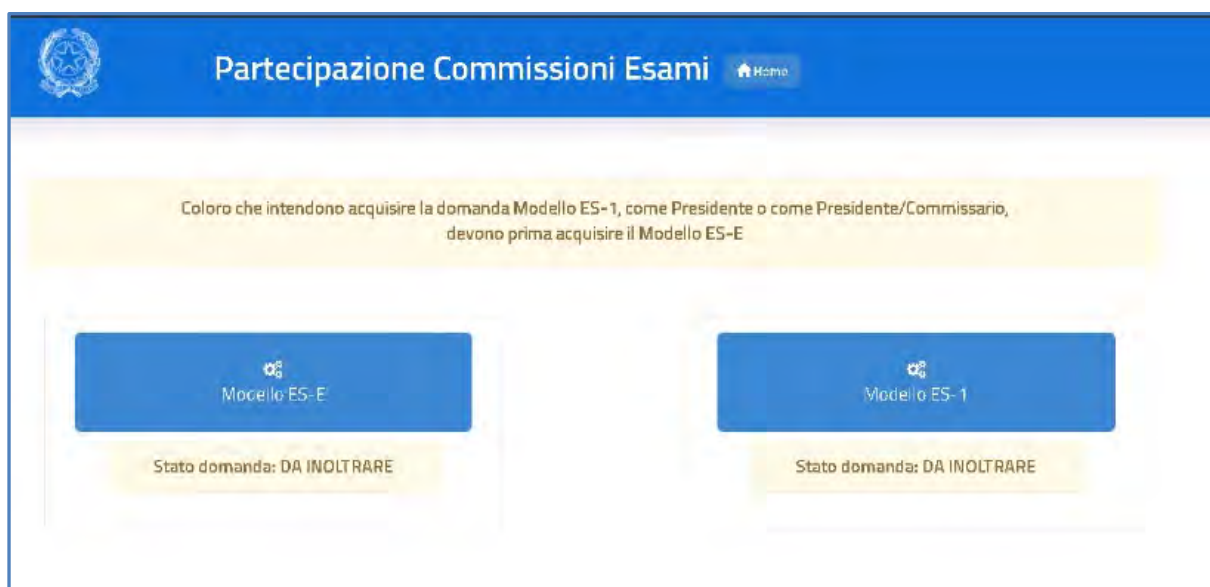 Partecipazione Commissioni Esami Home
Coloro che intendono acquisire la domanda Modello ES-1, come Presidente o come Presidente/Commissario,
devono prima acquisire il Modello ES-E
Modello ES-E
Stato domanda: DA INOLTRARE
Modello ES-1
Stato domanda: DA INOLTRARE